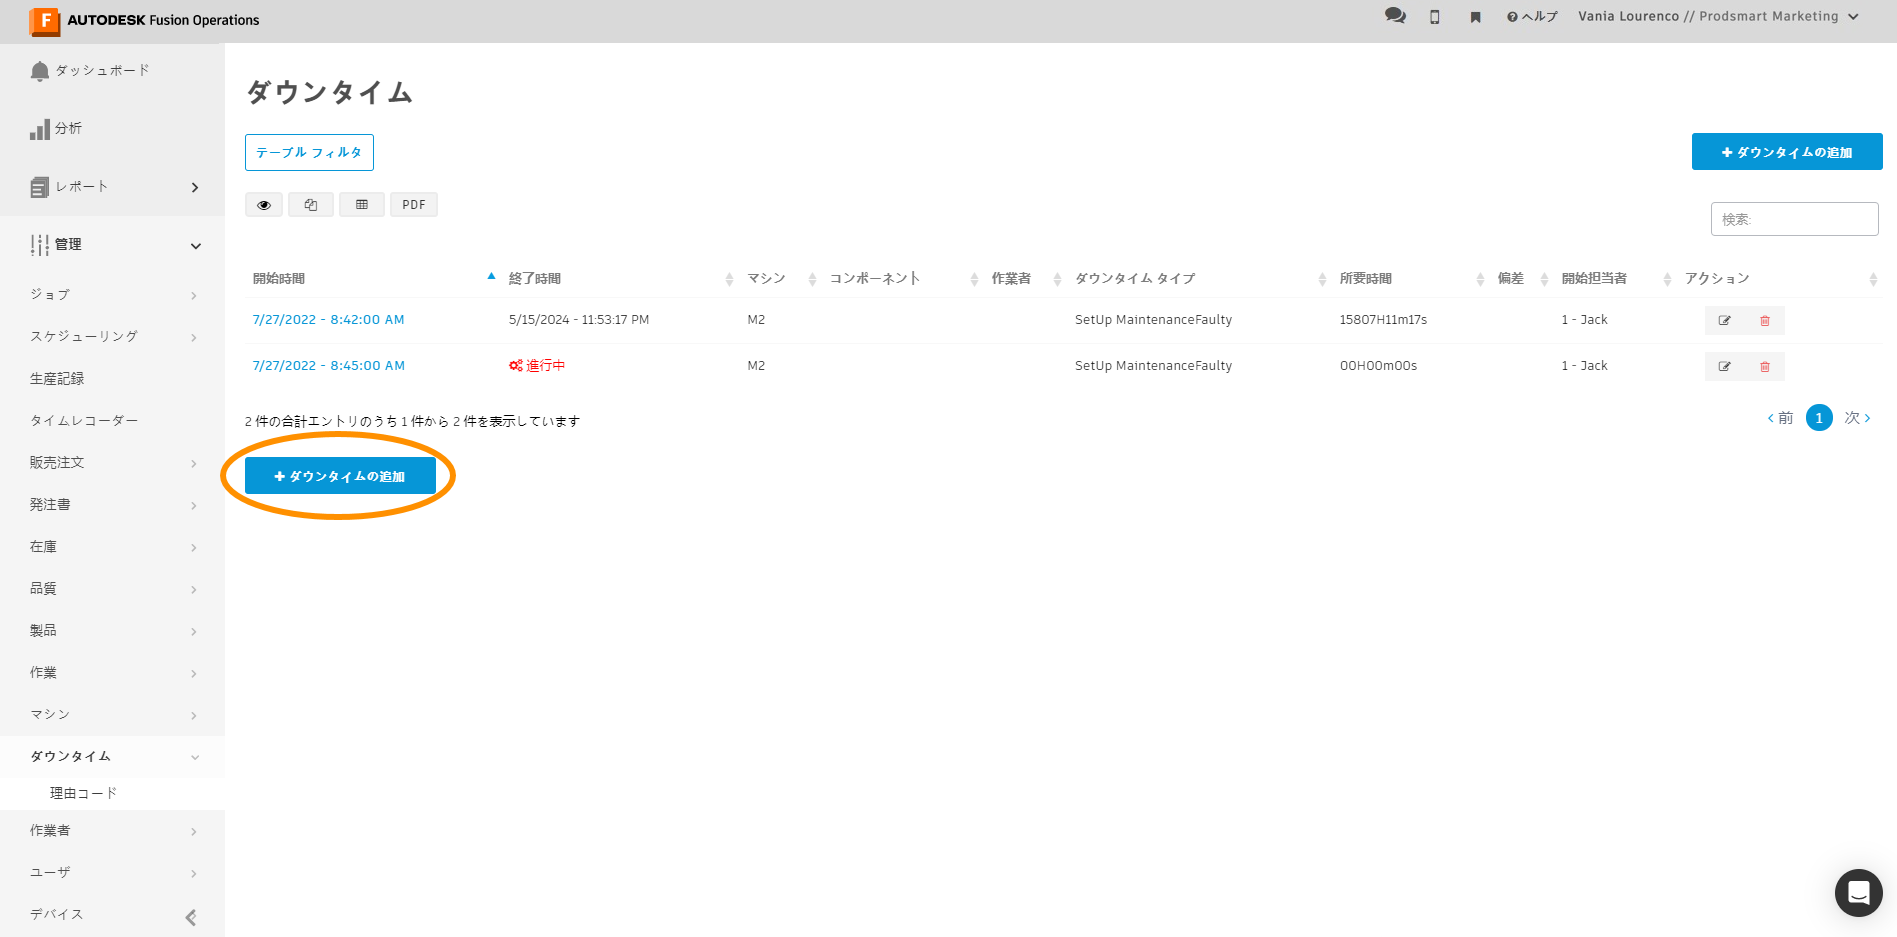 F AUTODESK Fusion Operations
ヘルプ
Vania Lourenco // Prodsmart Marketing
ダッシュボード
分析
レポート
管理
ジョブ
スケジューリング
生産記録
タイムレコーダー
販売注文
発注書
在庫
品質
製品
作業
マシン
ダウンタイム
理由コード
作業者
ユーザ
デバイス
ダウンタイム
テーブル フィルタ
+ ダウンタイムの追加
PDF
検索:
開始時間 終了時間 マシン コンポーネント 作業者 ダウンタイム タイプ 所要時間 偏差 開始担当者 アクション
7/27/2022 - 8:42:00 AM 5/15/2024 - 11:53:17 PM M2 SetUp MaintenanceFaulty 15807H11m17s 1 - Jack
7/27/2022 - 8:45:00 AM 進行中 M2 SetUp MaintenanceFaulty 00H00m00s 1 - Jack
2 件の合計エントリのうち 1 件から 2 件を表示しています
前 1 次
+ ダウンタイムの追加